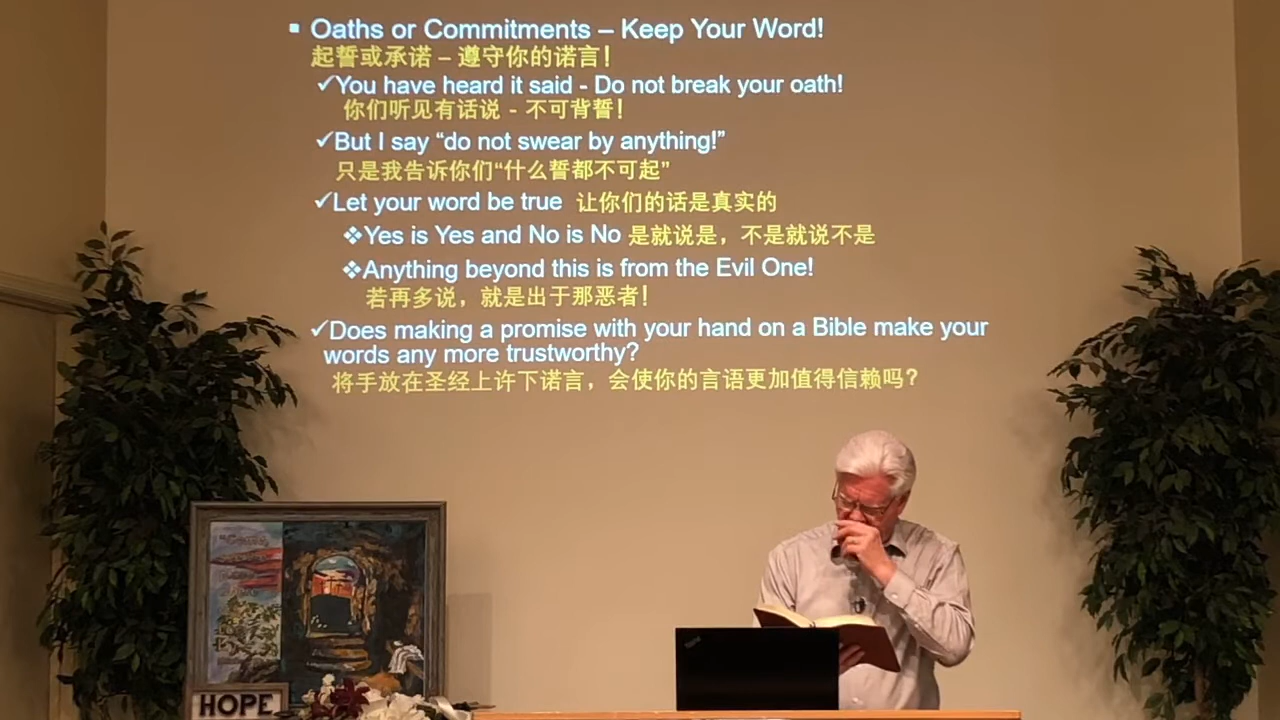 ▪ Oaths or Commitments – Keep Your Word!
起誓或承诺 – 遵守你的诺言!
✓You have heard it said - Do not break your oath!
你们听见有话说 - 不可背誓!
✓But I say “do not swear by anything!”
只是我告诉你们“什么誓都不可起”
✓Let your word be true 让你们的话是真实的
❖Yes is Yes and No is No 是就说是，不是就说不是
❖Anything beyond this is from the Evil One!
若再多说，就是出于那恶者!
✓Does making a promise with your hand on a Bible make your
words any more trustworthy?
将手放在圣经上许下诺言，会使你的言语更加值得信赖吗?
HOPE